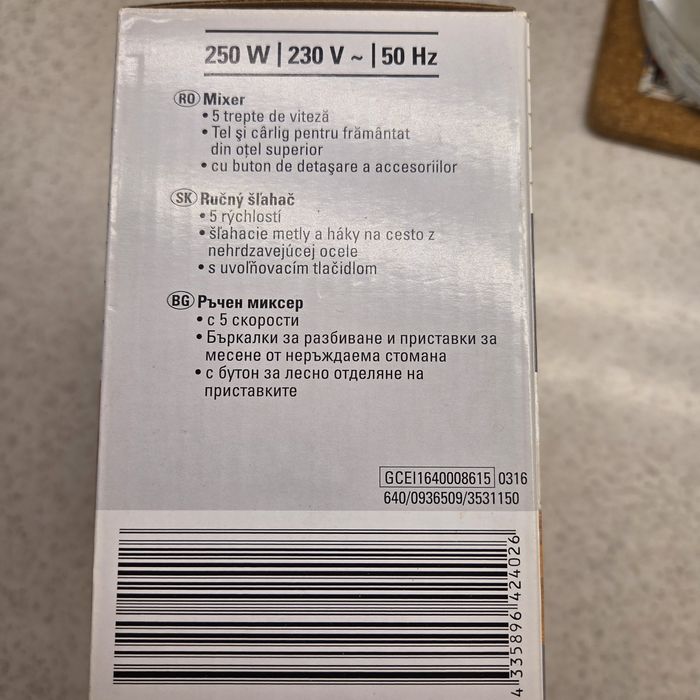 250 W | 230 V ~ | 50 Hz
RO Mixer
• 5 trepte de viteză
• Tel şi cârlig pentru frământat
din oţel superior
• cu buton de detaşare a accesoriilor
SK Ručný šľahač
• 5 rýchlostí
• šľahacie metly a háky na cesto z
nehrdzavejúcej ocele
• s uvoľňovacím tlačidlom
BG Ръчен миксер
• с 5 скорости
• Бъркалки за разбиване и приставки за
месене от неръждаема стомана
• с бутон за лесно отделяне на
приставките
GCEI1640008615 0316
640/0936509/3531150
4 335896 424026